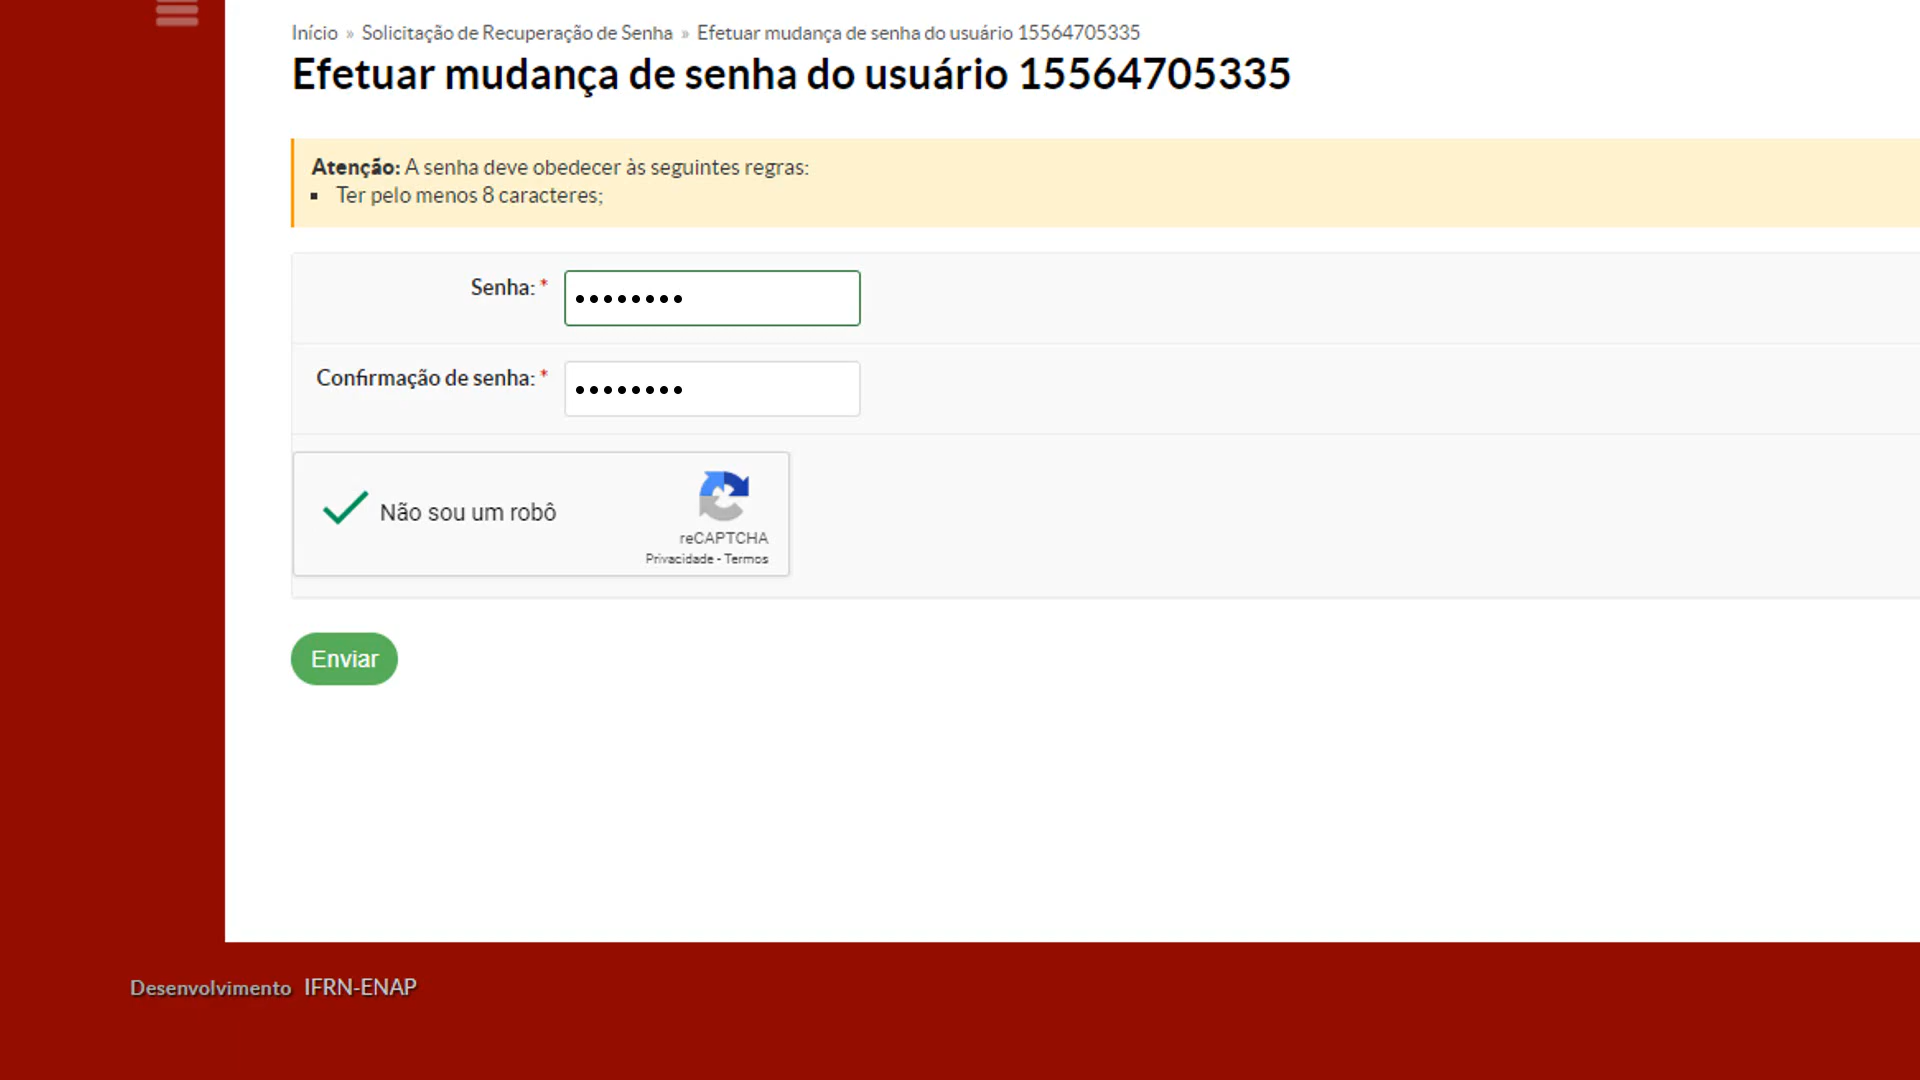 Início » Solicitação de Recuperação de Senha » Efetuar mudança de senha do usuário 15564705335
Efetuar mudança de senha do usuário 15564705335
Atenção: A senha deve obedecer às seguintes regras:
▪ Ter pelo menos 8 caracteres;
Senha: * ••••••••
Confirmação de senha: * ••••••••
Não sou um robô
reCAPTCHA
Privacidade - Termos
Enviar
Desenvolvimento IFRN-ENAP